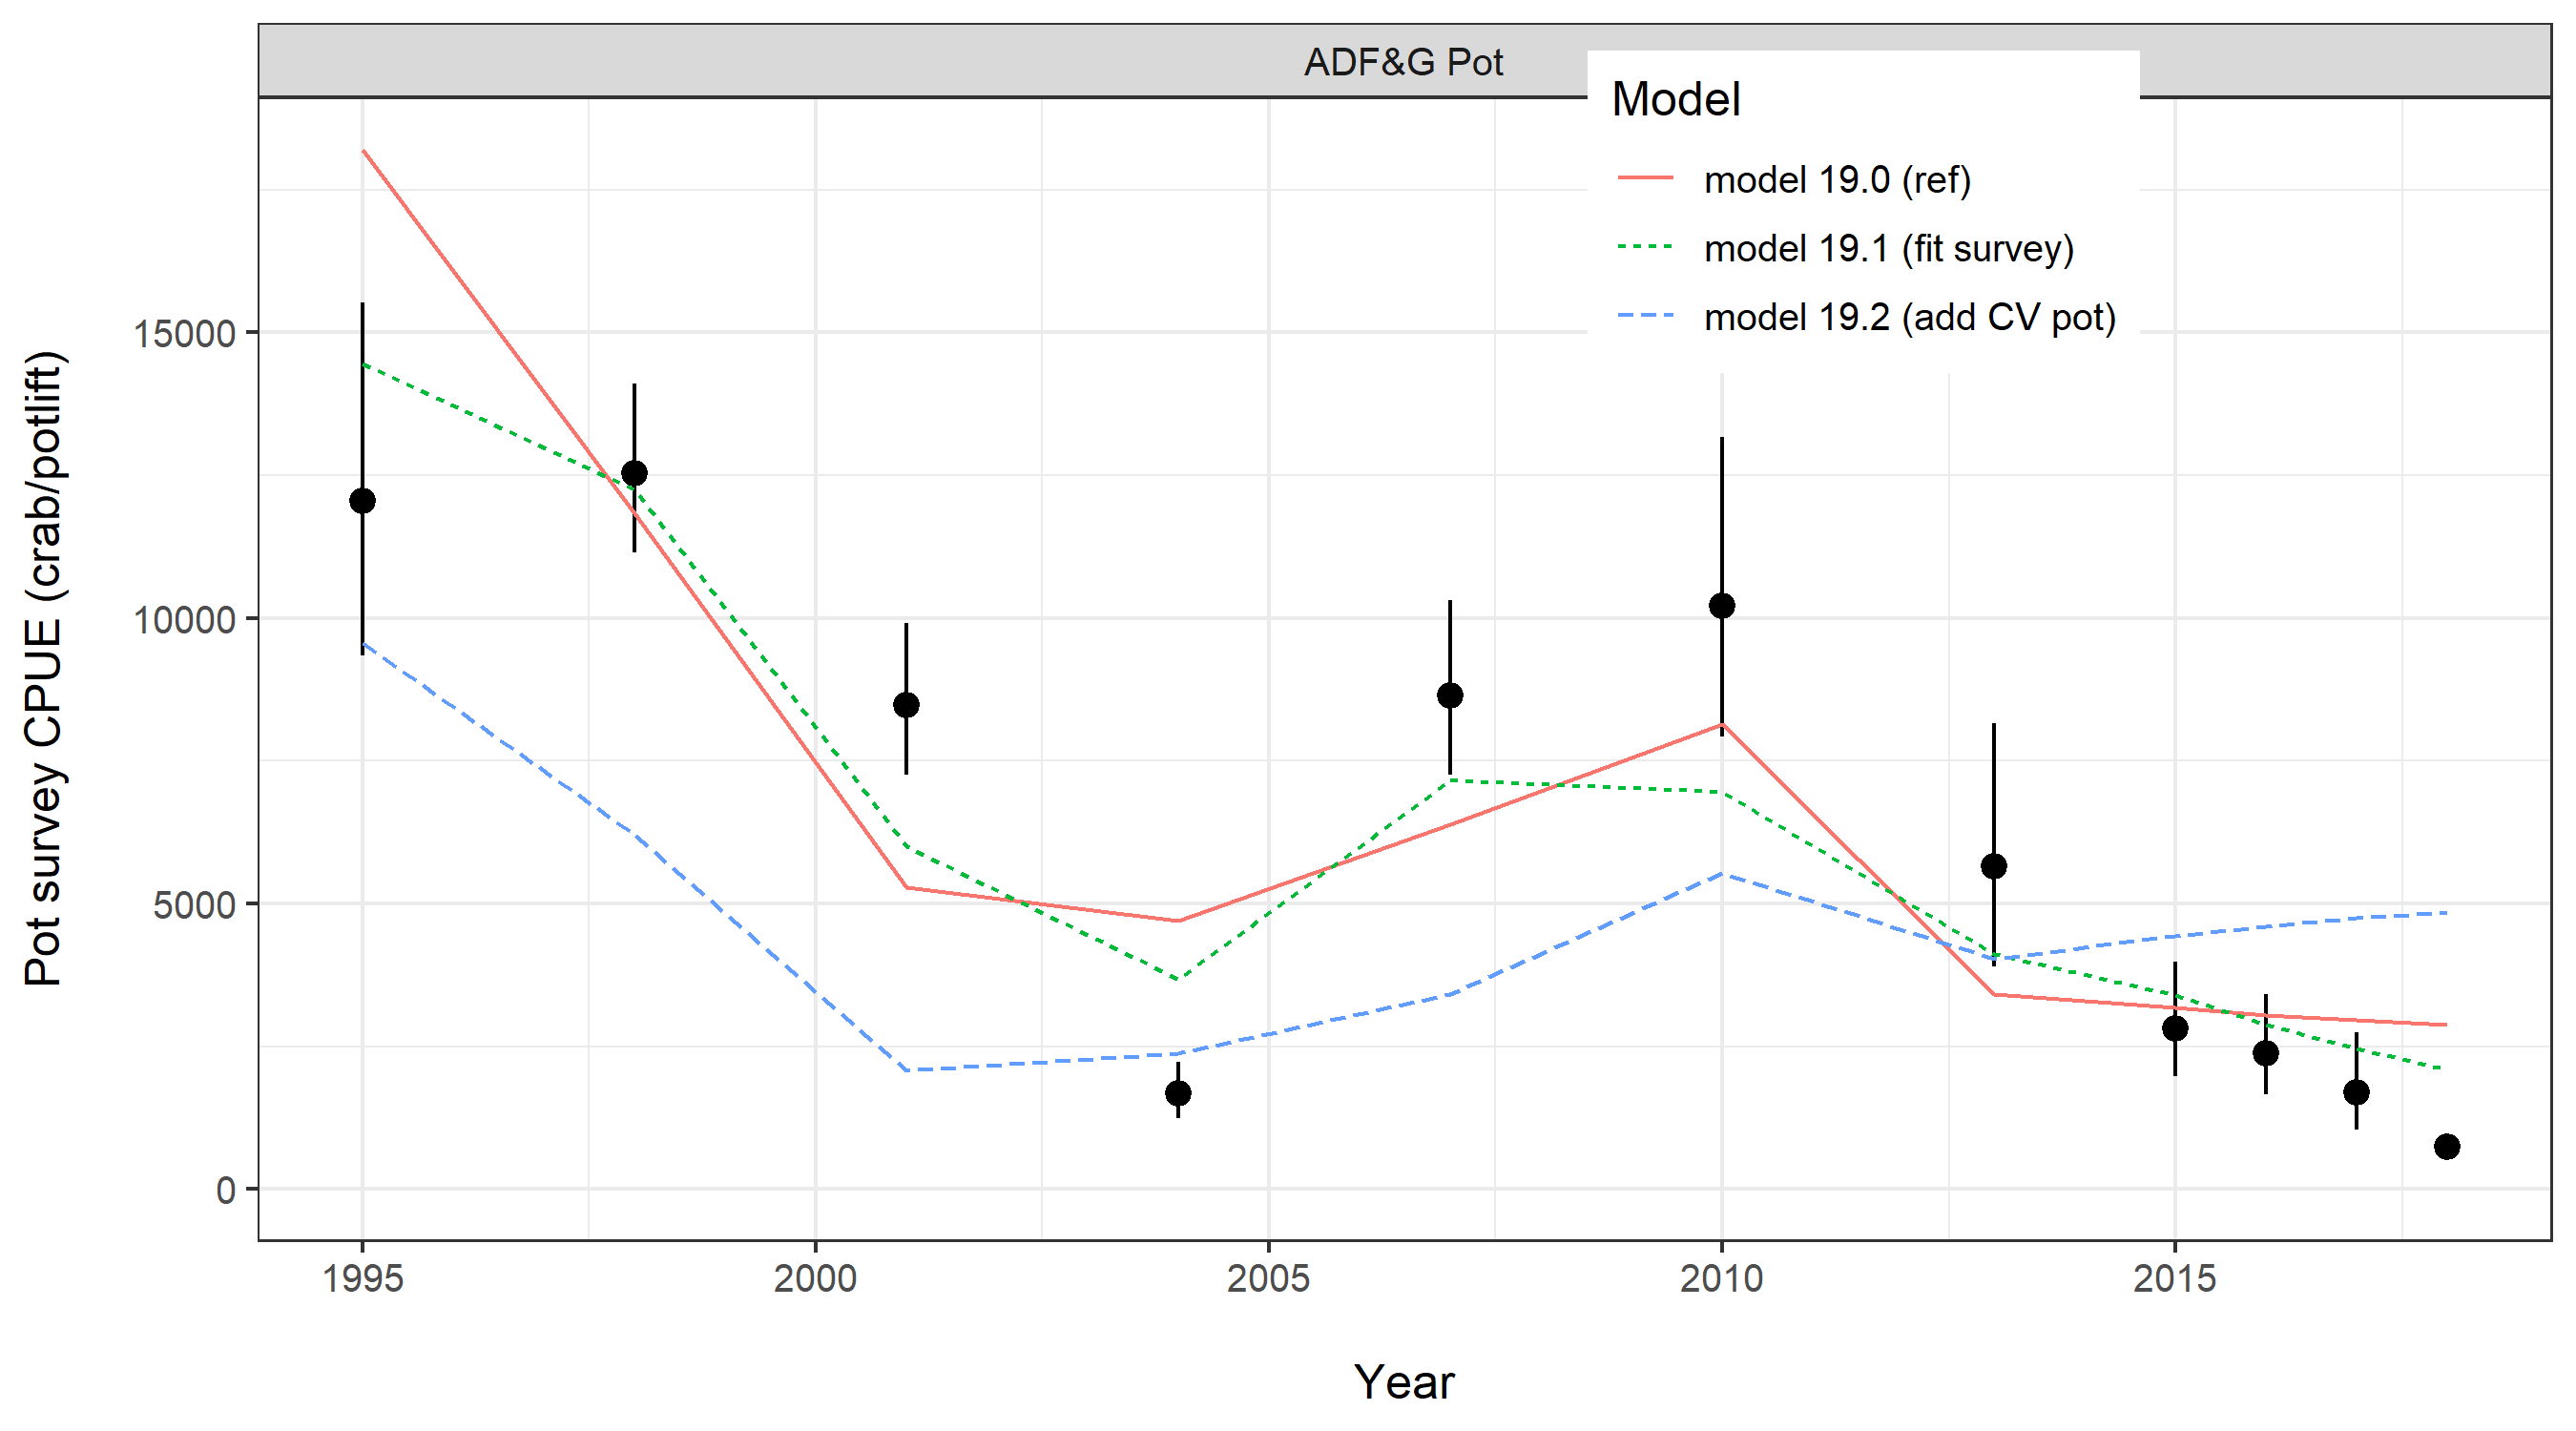 ADF&G Pot
Model
model 19.0 (ref)
model 19.1 (fit survey)
model 19.2 (add CV pot)
Pot survey CPUE (crab/potlift)
15000
10000
5000
0
1995 2000 2005 2010 2015
Year